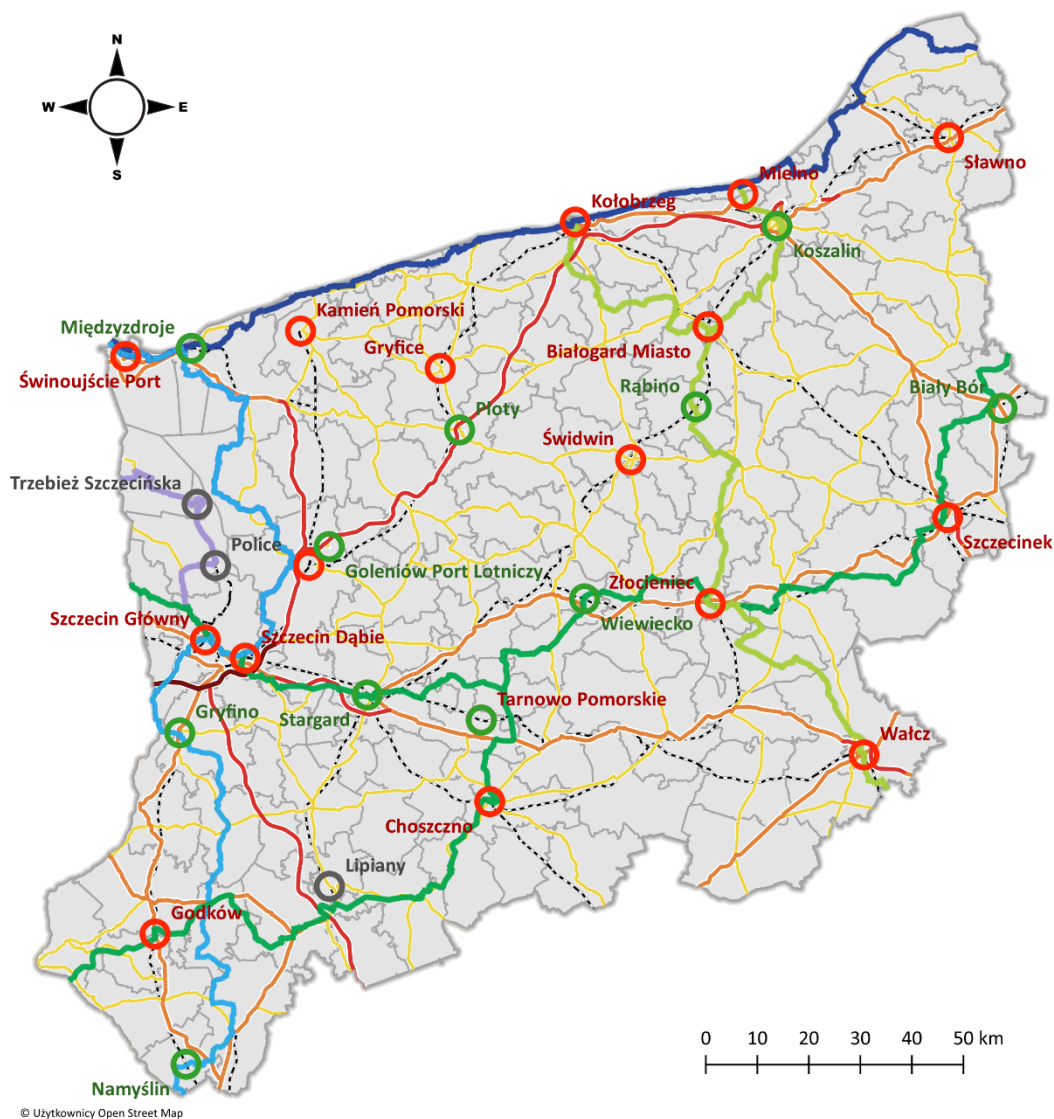 N
W E
S
Sławno
Mielno
Kołobrzeg
Koszalin
Kamień Pomorski
Międzyzdroje
Gryfice
Białogard Miasto
Świnoujście Port
Rąbino
Biały Bór
Płoty
Świdwin
Trzebież Szczecińska
Police
Szczecinek
Goleniów Port Lotniczy
Złocieniec
Wiewiecko
Szczecin Główny
Szczecin Dąbie
Tarnowo Pomorskie
Gryfino
Stargard
Wałcz
Choszczno
Lipiany
Godków
0 10 20 30 40 50 km
Namyślin
© Użytkownicy Open Street Map